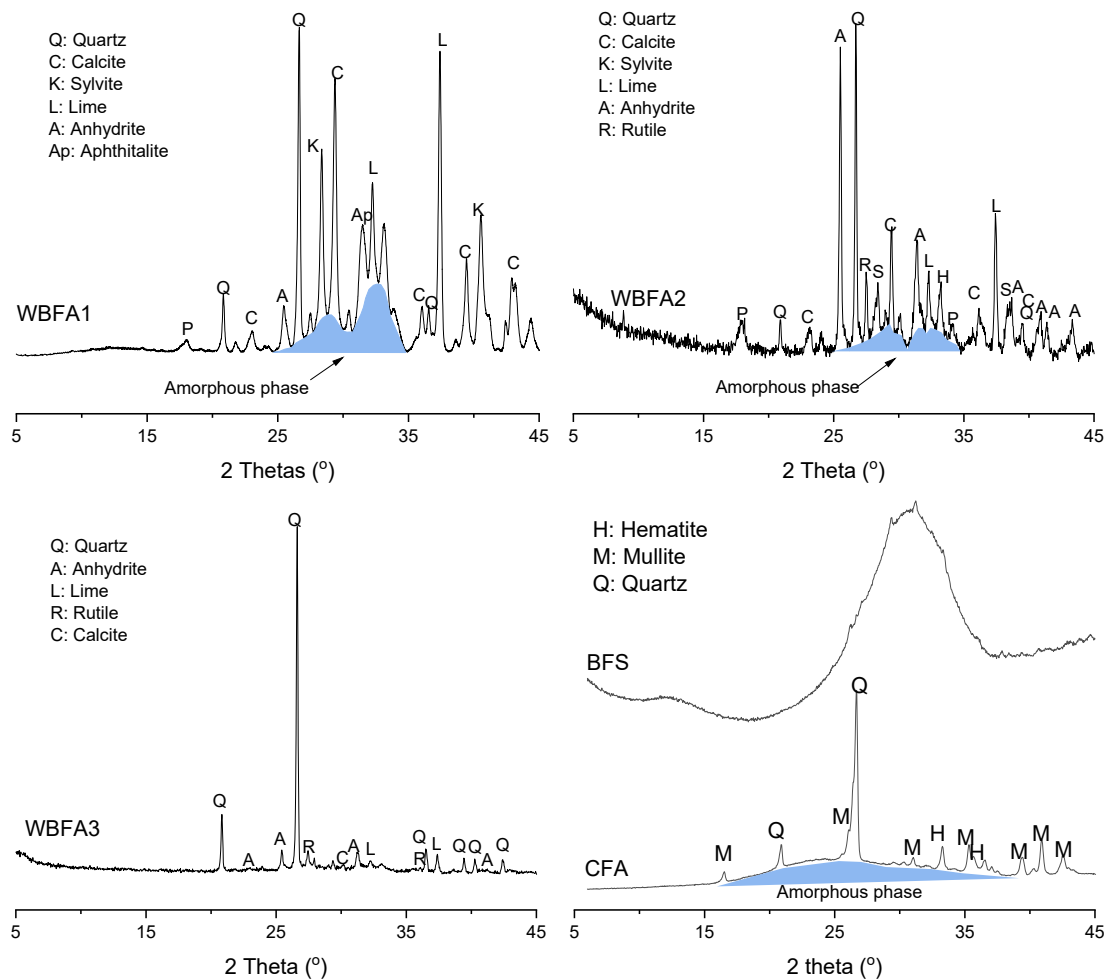 Q: Quartz
C: Calcite
K: Sylvite
L: Lime
A: Anhydrite
Ap: Aphthitalite
Q
L
C
K
L
Ap
K
Q
C
C
C
Q
A
C
P
WBFA1
Amorphous phase
5 15 25 35 45
2 Thetas (º)
Q: Quartz
C: Calcite
K: Sylvite
L: Lime
A: Anhydrite
R: Rutile
Q
A
C
A
L
R
S
L
H
C
S
A
C
Q
A
A
A
P
Q
C
P
WBFA2
Amorphous phase
5 15 25 35 45
2 Theta (º)
Q: Quartz
A: Anhydrite
L: Lime
R: Rutile
C: Calcite
Q
Q
A
A
R
C
A
L
Q
R
L
Q
Q
A
Q
WBFA3
5 15 25 35 45
2 Theta (º)
H: Hematite
M: Mullite
Q: Quartz
BFS
Q
M
Q
M
M
H
M
H
M
M
M
CFA
Amorphous phase
5 15 25 35 45
2 theta (º)